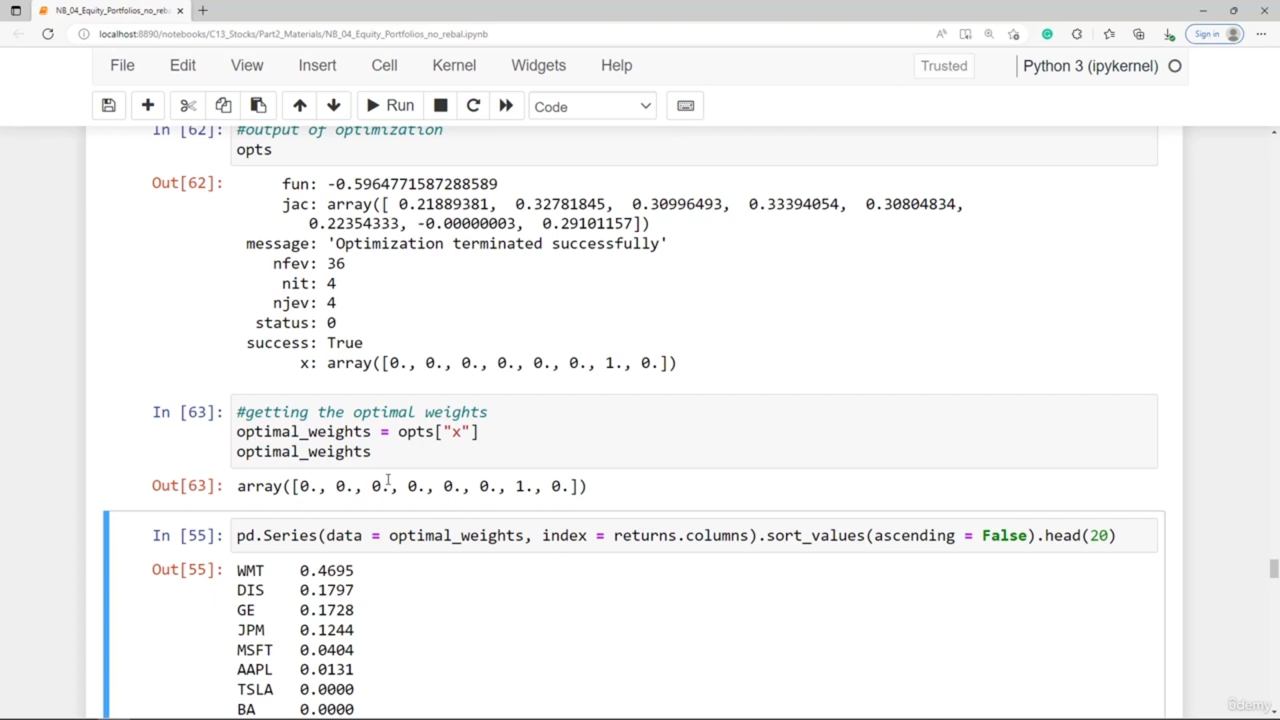 NB_04_Equity_Portfolios_no_reba
localhost:8890/notebooks/C13_Stocks/Part2_Materials/NB_04_Equity_Portfolios_no_rebal.ipynb
Sign in
File Edit View Insert Cell Kernel Widgets Help Trusted Python 3 (ipykernel)
Run Code
In [62]: #output of optimization
opts
Out[62]: fun: -0.5964771587288589
jac: array([ 0.21889381, 0.32781845, 0.30996493, 0.33394054, 0.30804834,
0.22354333, -0.00000003, 0.29101157])
message: 'Optimization terminated successfully'
nfev: 36
nit: 4
njev: 4
status: 0
success: True
x: array([0., 0., 0., 0., 0., 0., 1., 0.])
In [63]: #getting the optimal weights
optimal_weights = opts["x"]
optimal_weights
Out[63]: array([0., 0., 0., 0., 0., 0., 1., 0.])
In [55]: pd.Series(data = optimal_weights, index = returns.columns).sort_values(ascending = False).head(20)
Out[55]: WMT 0.4695
DIS 0.1797
GE 0.1728
JPM 0.1244
MSFT 0.0404
AAPL 0.0131
TSLA 0.0000
BA 0.0000
ûdemy